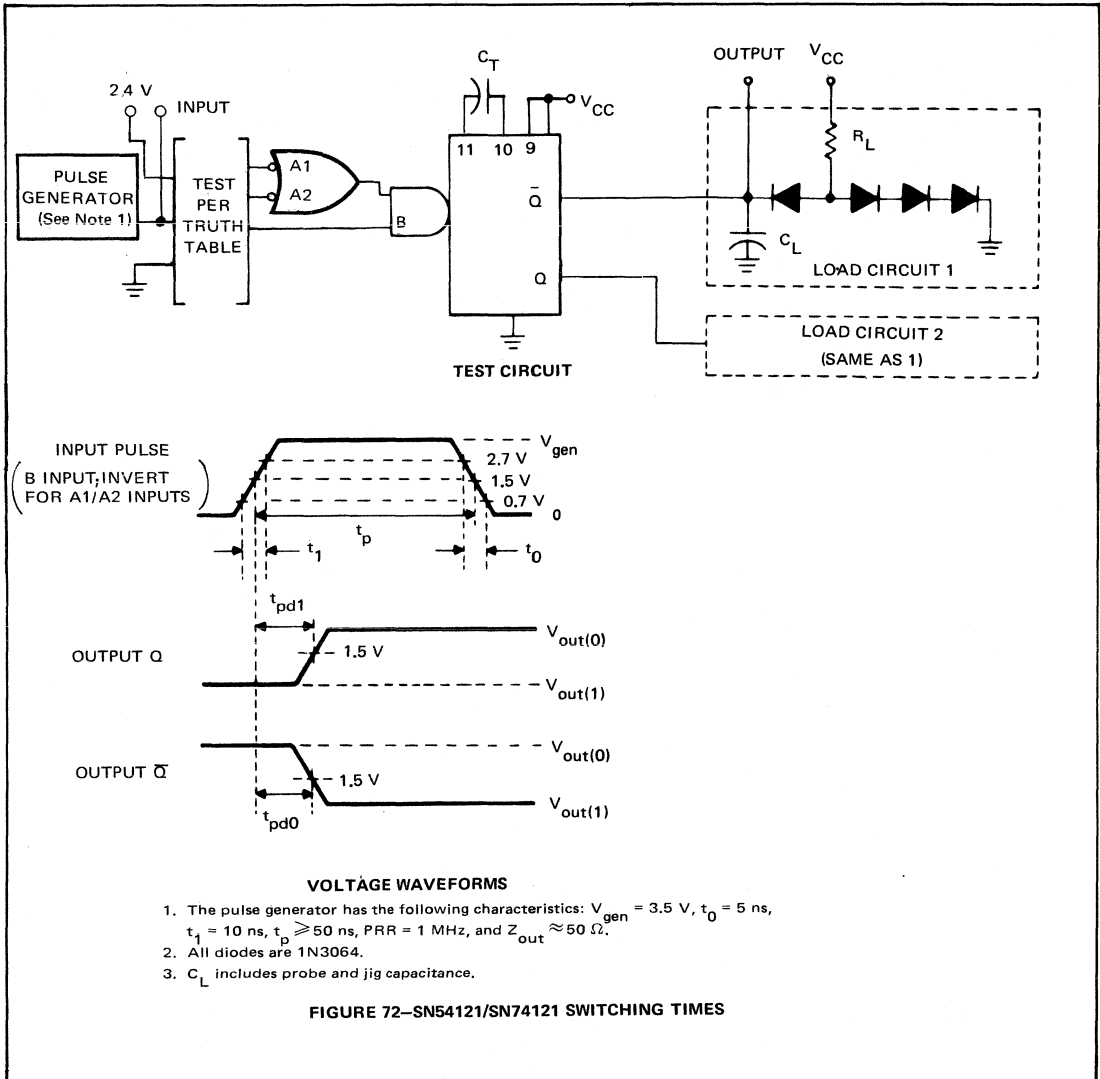 OUTPUT V_CC
C_T
2.4 V
INPUT
V_CC
R_L
11 10 9
PULSE
GENERATOR
(See Note 1)
TEST
PER
TRUTH
TABLE
A1
A2
B
Q̅
Q
C_L
LOAD CIRCUIT 1
LOAD CIRCUIT 2
(SAME AS 1)
TEST CIRCUIT
INPUT PULSE
( B INPUT, INVERT
FOR A1/A2 INPUTS )
V_gen
2.7 V
1.5 V
0.7 V
0
t_p
t_1
t_0
t_pd1
OUTPUT Q
1.5 V
V_out(0)
V_out(1)
OUTPUT Q̅
1.5 V
V_out(0)
V_out(1)
t_pd0
VOLTAGE WAVEFORMS
1. The pulse generator has the following characteristics: V_gen = 3.5 V, t_0 = 5 ns,
t_1 = 10 ns, t_p ⩾ 50 ns, PRR = 1 MHz, and Z_out ≈ 50 Ω.
2. All diodes are 1N3064.
3. C_L includes probe and jig capacitance.
FIGURE 72–SN54121/SN74121 SWITCHING TIMES